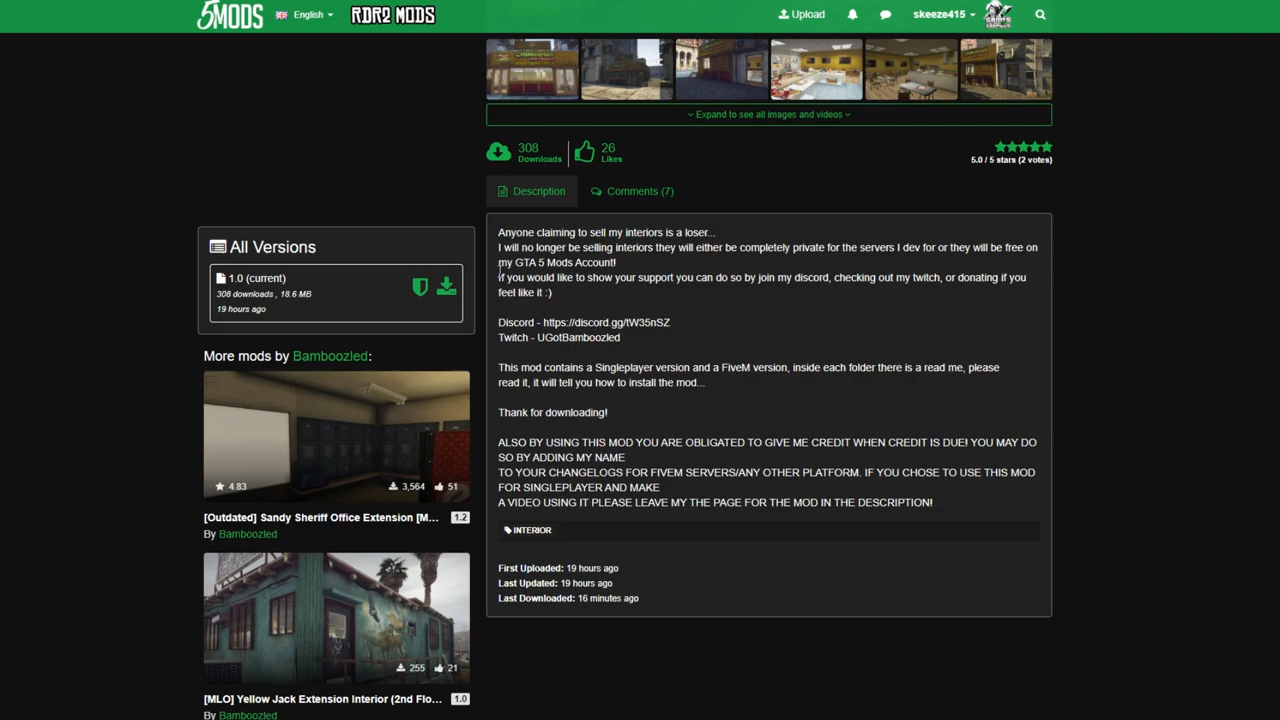 5MODS
English
RDR2 MODS
Upload
skeeze415
Expand to see all images and videos
308
Downloads
26
Likes
5.0 / 5 stars (2 votes)
Description
Comments (7)
All Versions
1.0 (current)
308 downloads , 18.6 MB
19 hours ago
More mods by Bamboozled:
4.83
3,564
51
[Outdated] Sandy Sheriff Office Extension [M...
1.2
By Bamboozled
255
21
[MLO] Yellow Jack Extension Interior (2nd Flo...
1.0
By Bamboozled
Anyone claiming to sell my interiors is a loser...
I will no longer be selling interiors they will either be completely private for the servers I dev for or they will be free on
my GTA 5 Mods Account!
If you would like to show your support you can do so by join my discord, checking out my twitch, or donating if you
feel like it :)
Discord - https://discord.gg/tW35nSZ
Twitch - UGotBamboozled
This mod contains a Singleplayer version and a FiveM version, inside each folder there is a read me, please
read it, it will tell you how to install the mod...
Thank for downloading!
ALSO BY USING THIS MOD YOU ARE OBLIGATED TO GIVE ME CREDIT WHEN CREDIT IS DUE! YOU MAY DO
SO BY ADDING MY NAME
TO YOUR CHANGELOGS FOR FIVEM SERVERS/ANY OTHER PLATFORM. IF YOU CHOSE TO USE THIS MOD
FOR SINGLEPLAYER AND MAKE
A VIDEO USING IT PLEASE LEAVE MY THE PAGE FOR THE MOD IN THE DESCRIPTION!
INTERIOR
First Uploaded: 19 hours ago
Last Updated: 19 hours ago
Last Downloaded: 16 minutes ago